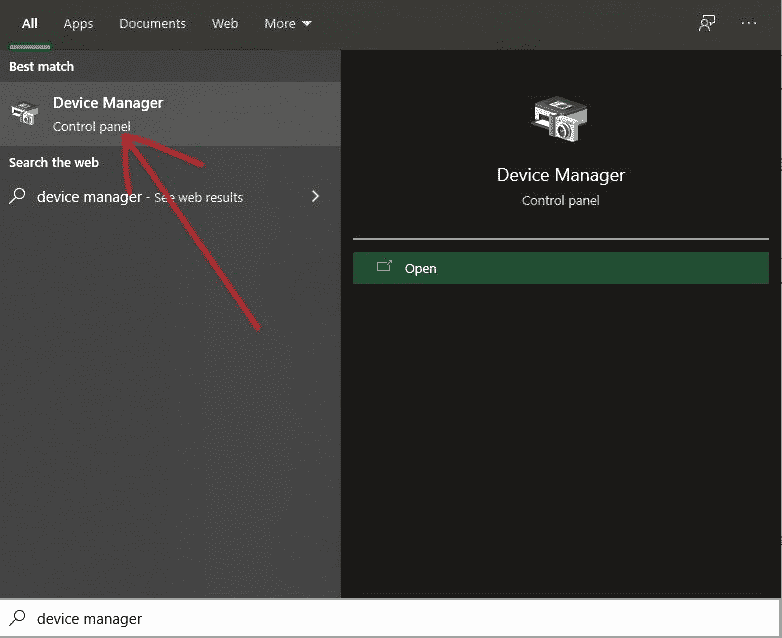 All Apps Documents Web More
Best match
Device Manager
Control panel
Search the web
device manager - See web results
Device Manager
Control panel
Open
device manager